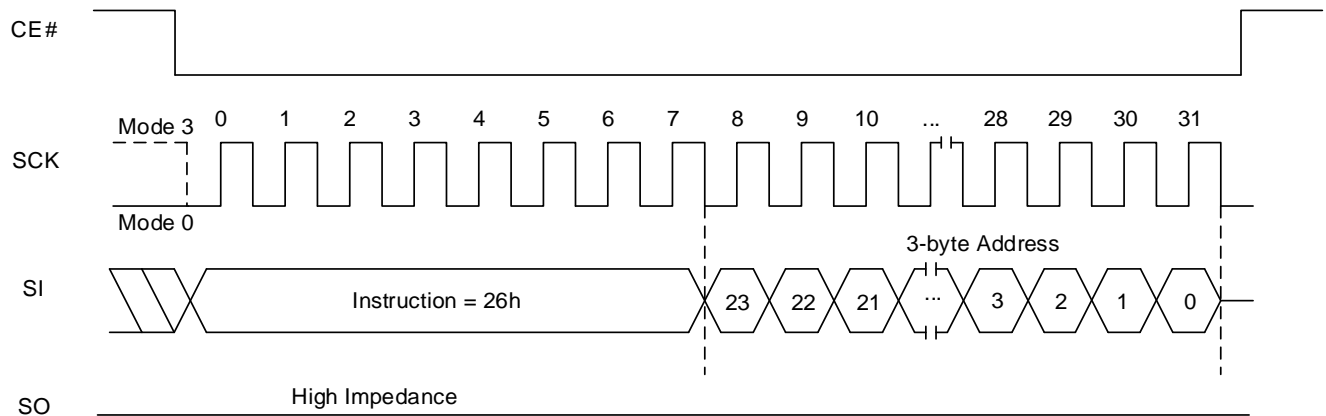 CE#
Mode 3
0 1 2 3 4 5 6 7 8 9 10 ... 28 29 30 31
SCK
Mode 0
3-byte Address
SI
Instruction = 26h
23 22 21 ... 3 2 1 0
High Impedance
SO